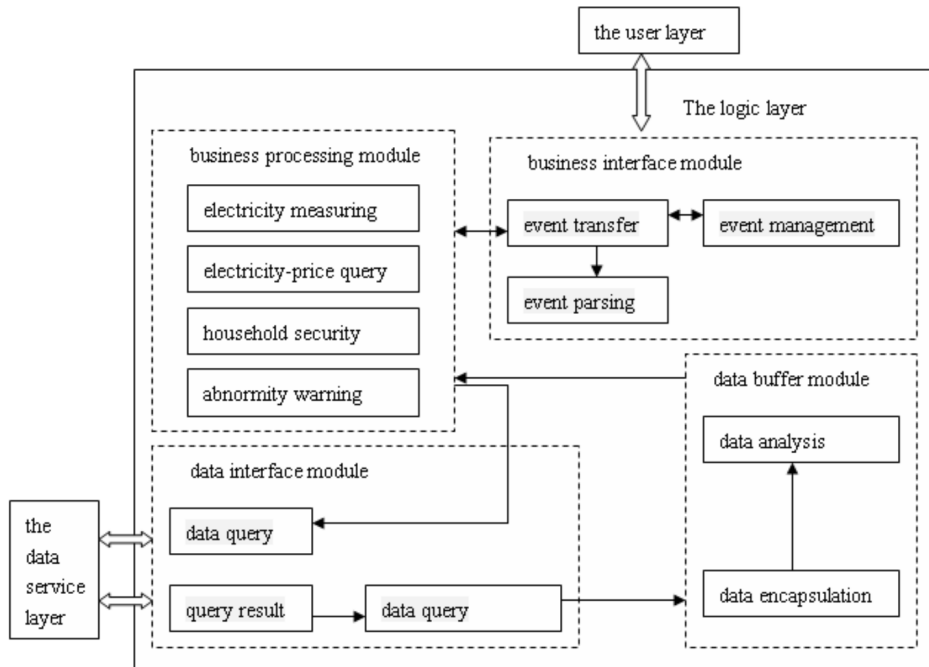 the user layer
The logic layer
business processing module
electricity measuring
electricity-price query
household security
abnormity warning
business interface module
event transfer
event management
event parsing
data buffer module
data analysis
data encapsulation
data interface module
data query
query result
data query
the
data
service
layer